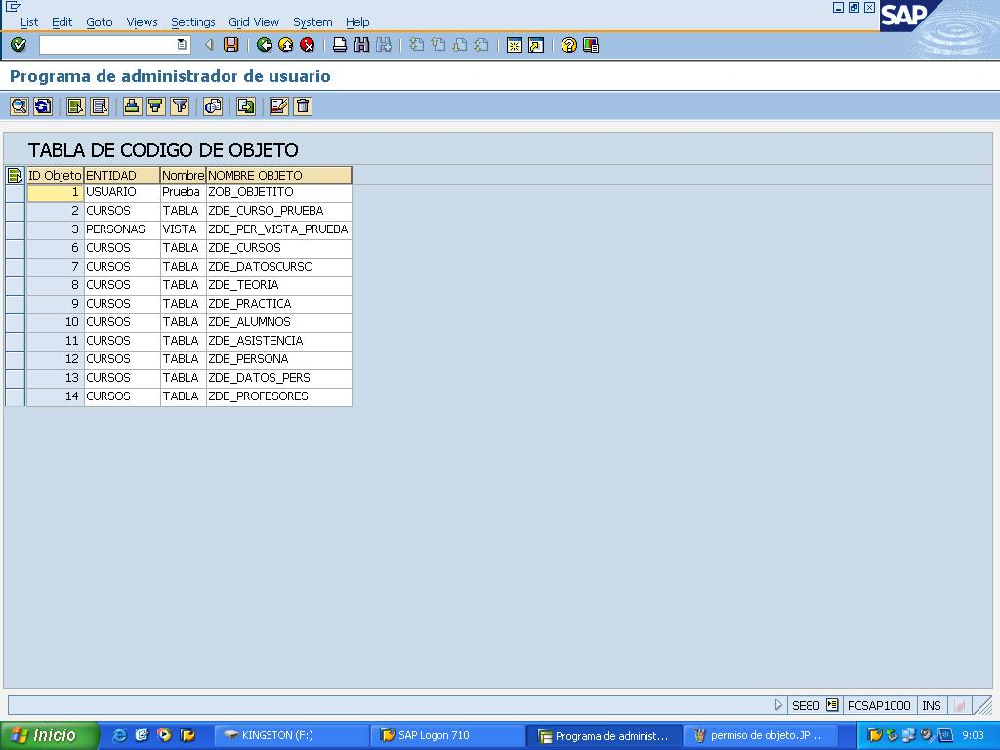 List Edit Goto Views Settings Grid View System Help
SAP
Programa de administrador de usuario
TABLA DE CODIGO DE OBJETO
ID Objeto ENTIDAD Nombre NOMBRE OBJETO
1 USUARIO Prueba ZOB_OBJETITO
2 CURSOS TABLA ZDB_CURSO_PRUEBA
3 PERSONAS VISTA ZDB_PER_VISTA_PRUEBA
6 CURSOS TABLA ZDB_CURSOS
7 CURSOS TABLA ZDB_DATOSCURSO
8 CURSOS TABLA ZDB_TEORIA
9 CURSOS TABLA ZDB_PRACTICA
10 CURSOS TABLA ZDB_ALUMNOS
11 CURSOS TABLA ZDB_ASISTENCIA
12 CURSOS TABLA ZDB_PERSONA
13 CURSOS TABLA ZDB_DATOS_PERS
14 CURSOS TABLA ZDB_PROFESORES
SE80 PCSAP1000 INS
Inicio KINGSTON (F:) SAP Logon 710 Programa de administ... permiso de objeto.JP... 9:03